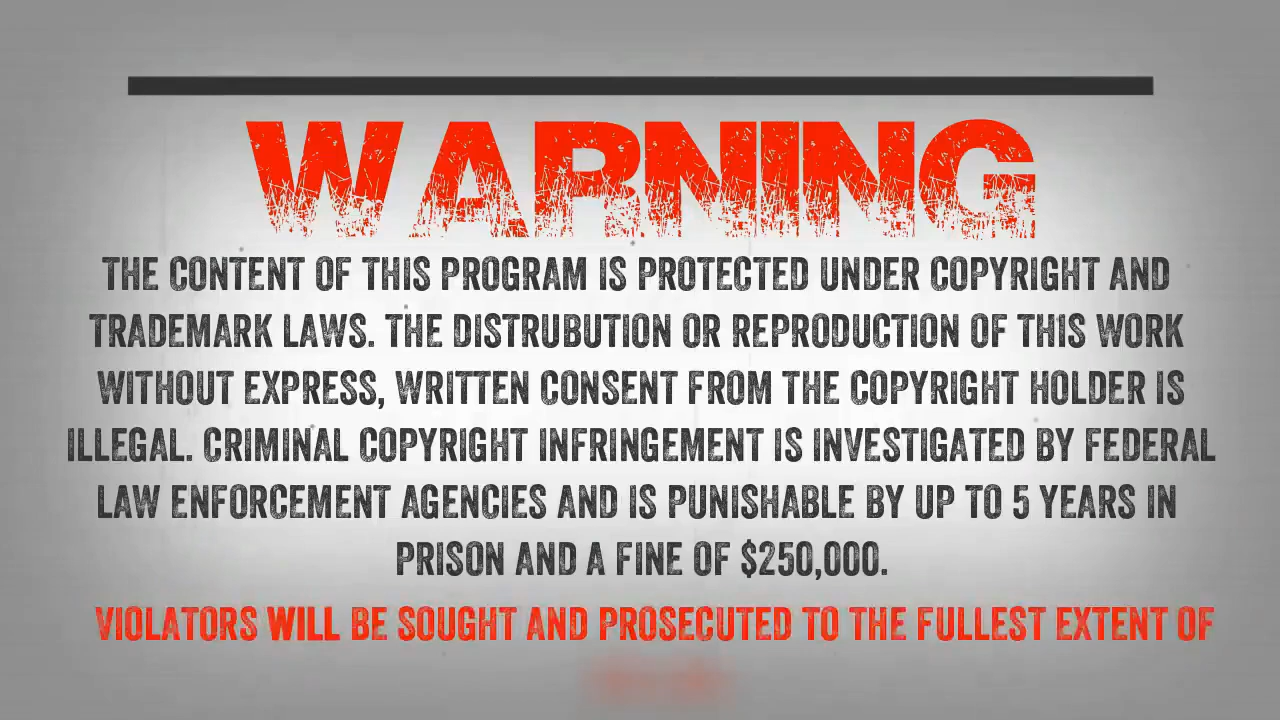 WARNING
THE CONTENT OF THIS PROGRAM IS PROTECTED UNDER COPYRIGHT AND
TRADEMARK LAWS. THE DISTRUBUTION OR REPRODUCTION OF THIS WORK
WITHOUT EXPRESS, WRITTEN CONSENT FROM THE COPYRIGHT HOLDER IS
ILLEGAL. CRIMINAL COPYRIGHT INFRINGEMENT IS INVESTIGATED BY FEDERAL
LAW ENFORCEMENT AGENCIES AND IS PUNISHABLE BY UP TO 5 YEARS IN
PRISON AND A FINE OF $250,000.
VIOLATORS WILL BE SOUGHT AND PROSECUTED TO THE FULLEST EXTENT OF